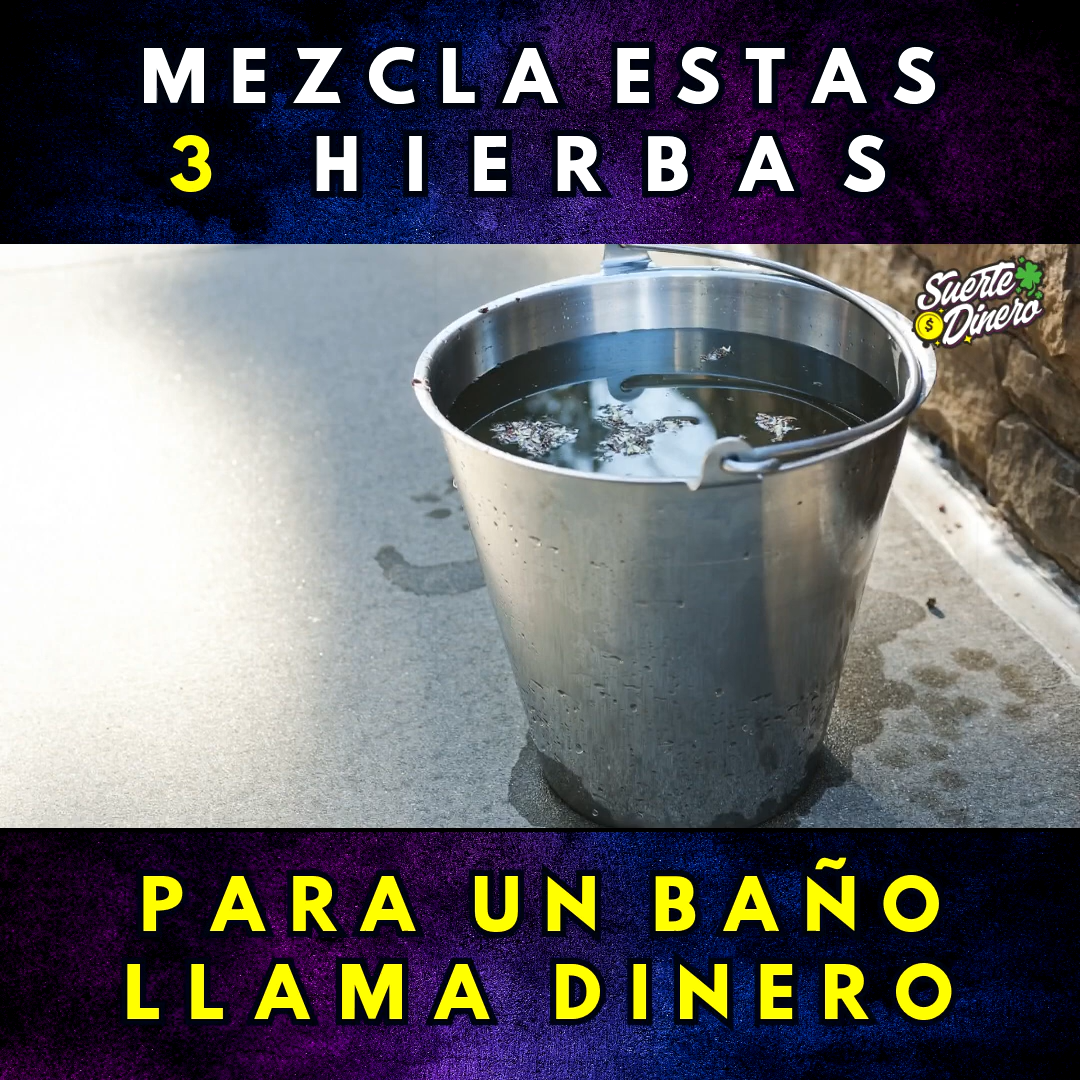 MEZCLA ESTAS
3 HIERBAS
Suerte
$ Dinero
PARA UN BAÑO
LLAMA DINERO